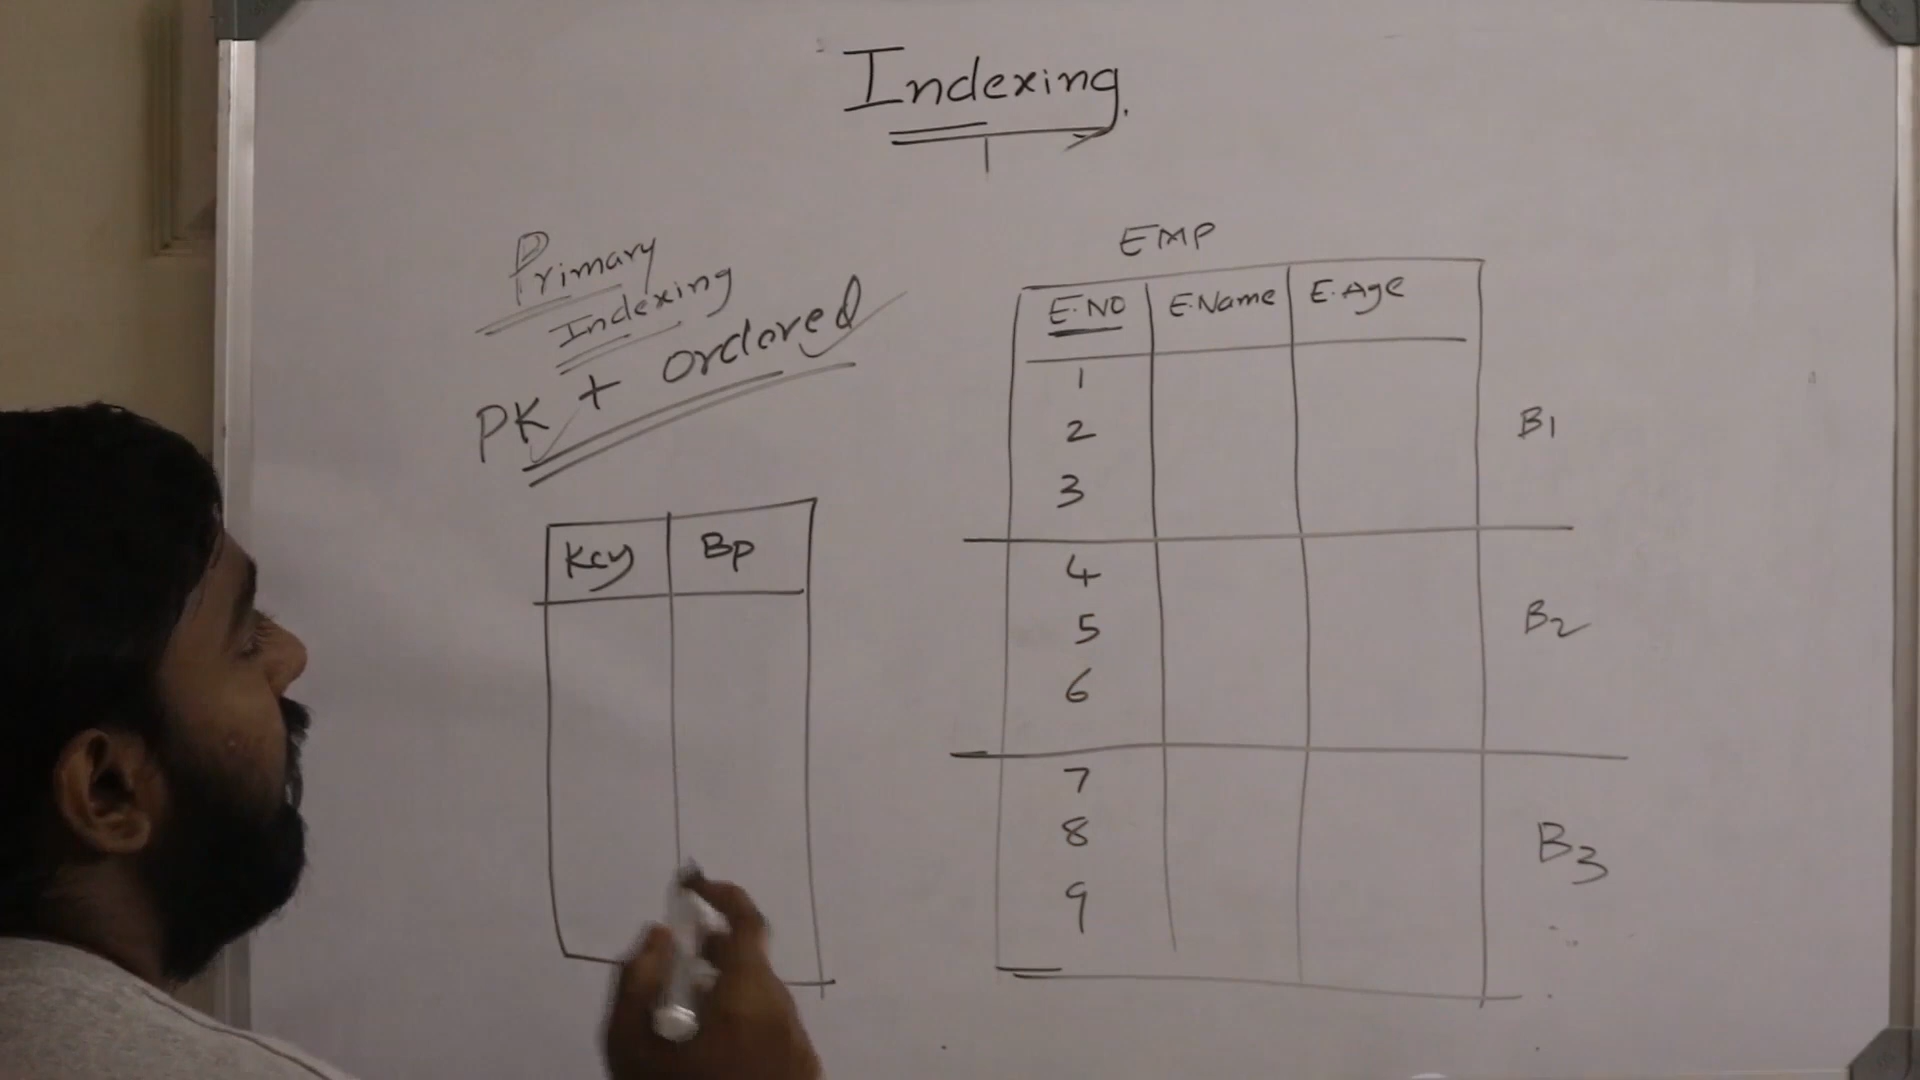 Indexing.
Primary
Indexing
PK + ordered
Key Bp
EMP
E.NO E.Name E.Age
1
2
3
B1
4
5
6
B2
7
8
9
B3